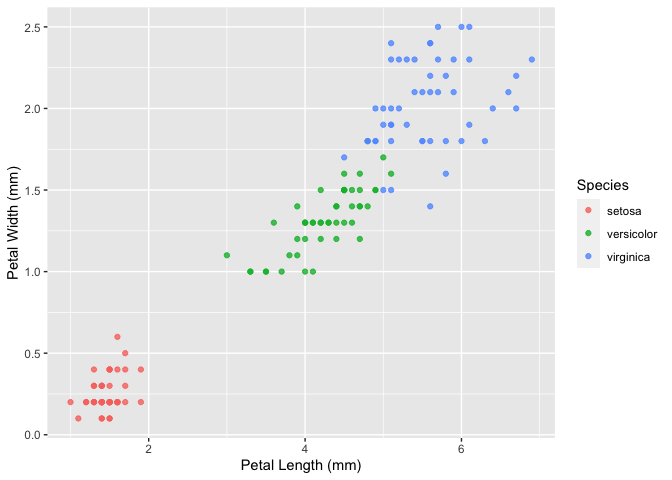 2.5
2.0
1.5
1.0
0.5
0.0
Petal Width (mm)
2
4
6
Petal Length (mm)
Species
setosa
versicolor
virginica